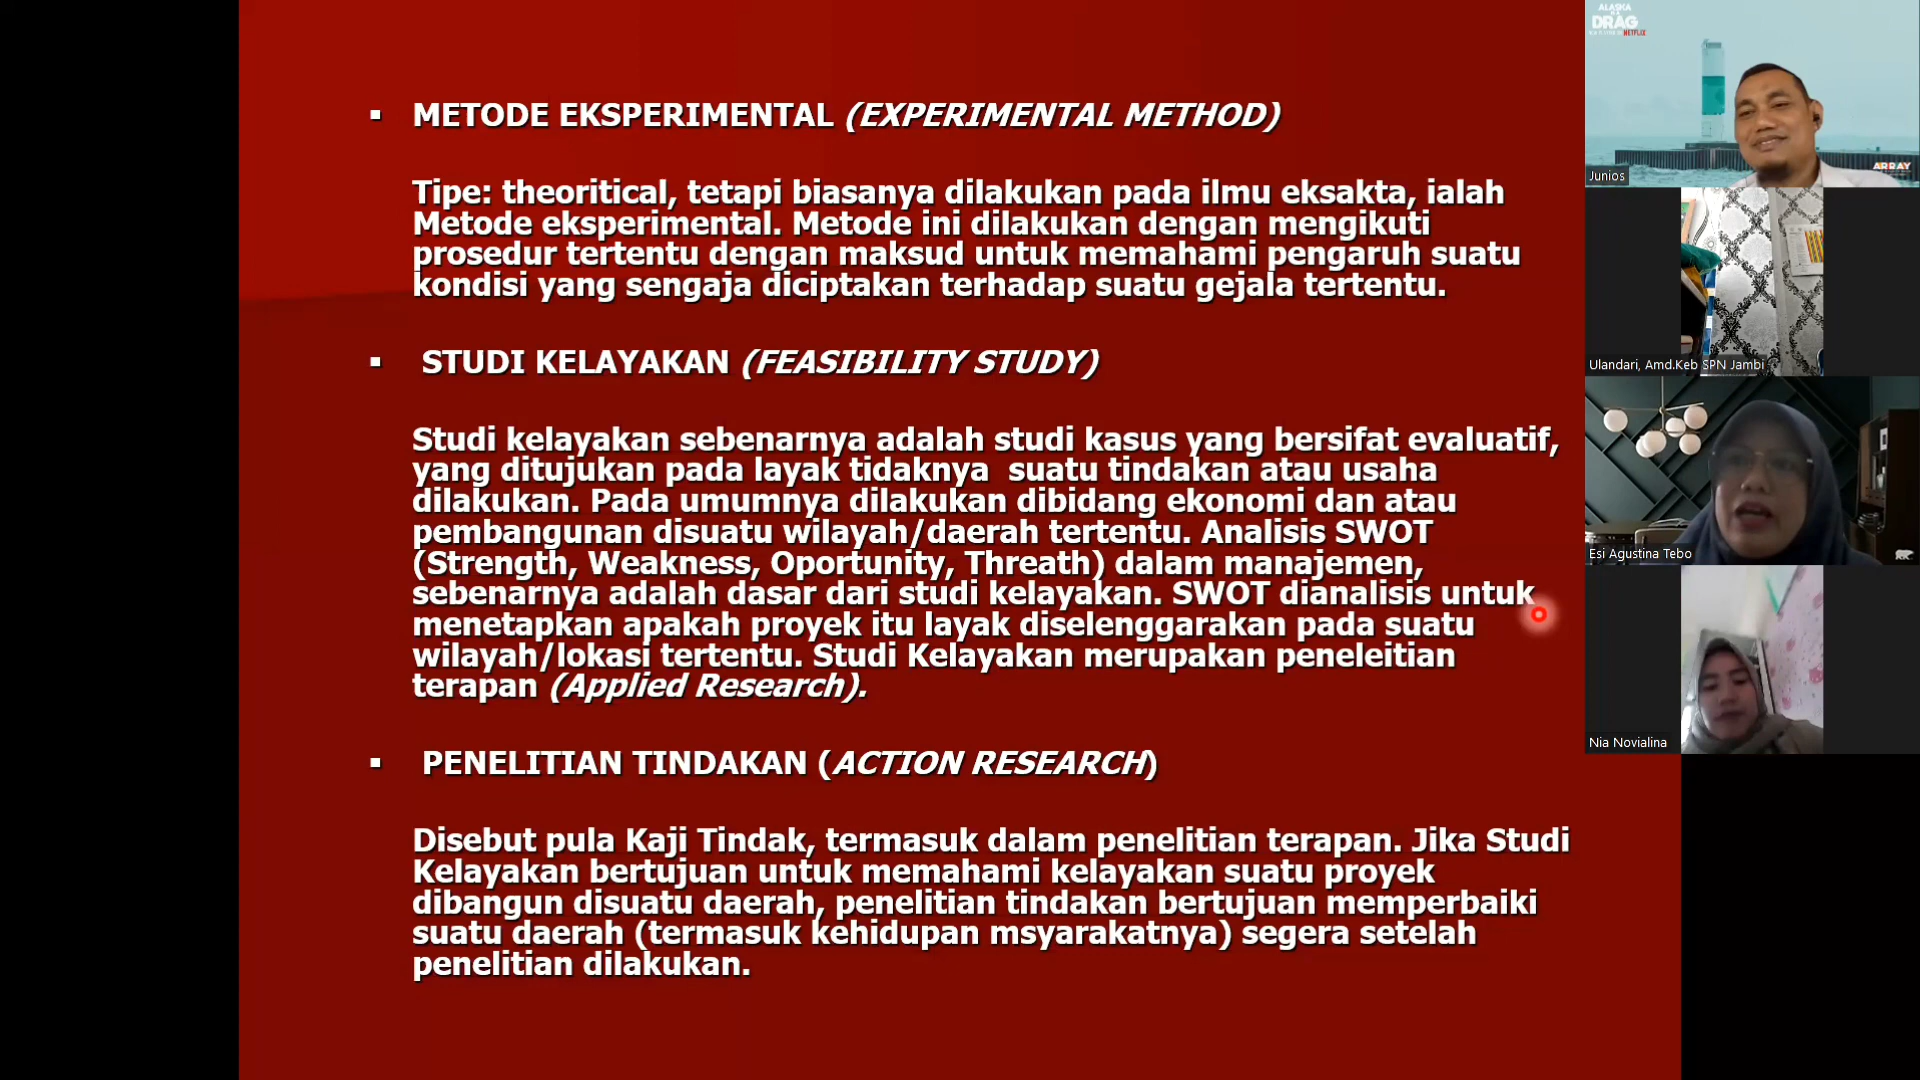 ▪ METODE EKSPERIMENTAL (EXPERIMENTAL METHOD)
Tipe: theoritical, tetapi biasanya dilakukan pada ilmu eksakta, ialah
Metode eksperimental. Metode ini dilakukan dengan mengikuti
prosedur tertentu dengan maksud untuk memahami pengaruh suatu
kondisi yang sengaja diciptakan terhadap suatu gejala tertentu.
▪ STUDI KELAYAKAN (FEASIBILITY STUDY)
Studi kelayakan sebenarnya adalah studi kasus yang bersifat evaluatif,
yang ditujukan pada layak tidaknya suatu tindakan atau usaha
dilakukan. Pada umumnya dilakukan dibidang ekonomi dan atau
pembangunan disuatu wilayah/daerah tertentu. Analisis SWOT
(Strength, Weakness, Oportunity, Threath) dalam manajemen,
sebenarnya adalah dasar dari studi kelayakan. SWOT dianalisis untuk
menetapkan apakah proyek itu layak diselenggarakan pada suatu
wilayah/lokasi tertentu. Studi Kelayakan merupakan peneleitian
terapan (Applied Research).
▪ PENELITIAN TINDAKAN (ACTION RESEARCH)
Disebut pula Kaji Tindak, termasuk dalam penelitian terapan. Jika Studi
Kelayakan bertujuan untuk memahami kelayakan suatu proyek
dibangun disuatu daerah, penelitian tindakan bertujuan memperbaiki
suatu daerah (termasuk kehidupan msyarakatnya) segera setelah
penelitian dilakukan.
ALASKA
DRAG
NETFLIX
ARRAY
Junios
Ulandari, Amd.Keb SPN Jambi
Esi Agustina Tebo
Nia Novialina